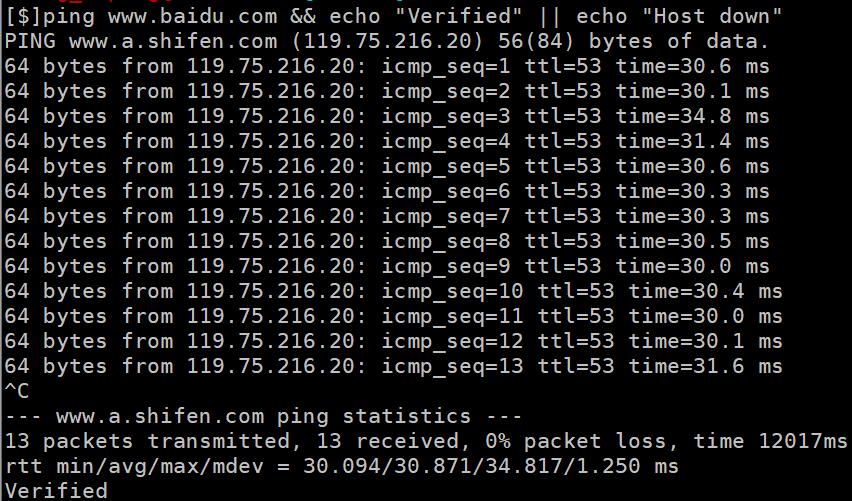 [$]ping www.baidu.com && echo "Verified" || echo "Host down"
PING www.a.shifen.com (119.75.216.20) 56(84) bytes of data.
64 bytes from 119.75.216.20: icmp_seq=1 ttl=53 time=30.6 ms
64 bytes from 119.75.216.20: icmp_seq=2 ttl=53 time=30.1 ms
64 bytes from 119.75.216.20: icmp_seq=3 ttl=53 time=34.8 ms
64 bytes from 119.75.216.20: icmp_seq=4 ttl=53 time=31.4 ms
64 bytes from 119.75.216.20: icmp_seq=5 ttl=53 time=30.6 ms
64 bytes from 119.75.216.20: icmp_seq=6 ttl=53 time=30.3 ms
64 bytes from 119.75.216.20: icmp_seq=7 ttl=53 time=30.3 ms
64 bytes from 119.75.216.20: icmp_seq=8 ttl=53 time=30.5 ms
64 bytes from 119.75.216.20: icmp_seq=9 ttl=53 time=30.0 ms
64 bytes from 119.75.216.20: icmp_seq=10 ttl=53 time=30.4 ms
64 bytes from 119.75.216.20: icmp_seq=11 ttl=53 time=30.0 ms
64 bytes from 119.75.216.20: icmp_seq=12 ttl=53 time=30.1 ms
64 bytes from 119.75.216.20: icmp_seq=13 ttl=53 time=31.6 ms
^C
--- www.a.shifen.com ping statistics ---
13 packets transmitted, 13 received, 0% packet loss, time 12017ms
rtt min/avg/max/mdev = 30.094/30.871/34.817/1.250 ms
Verified